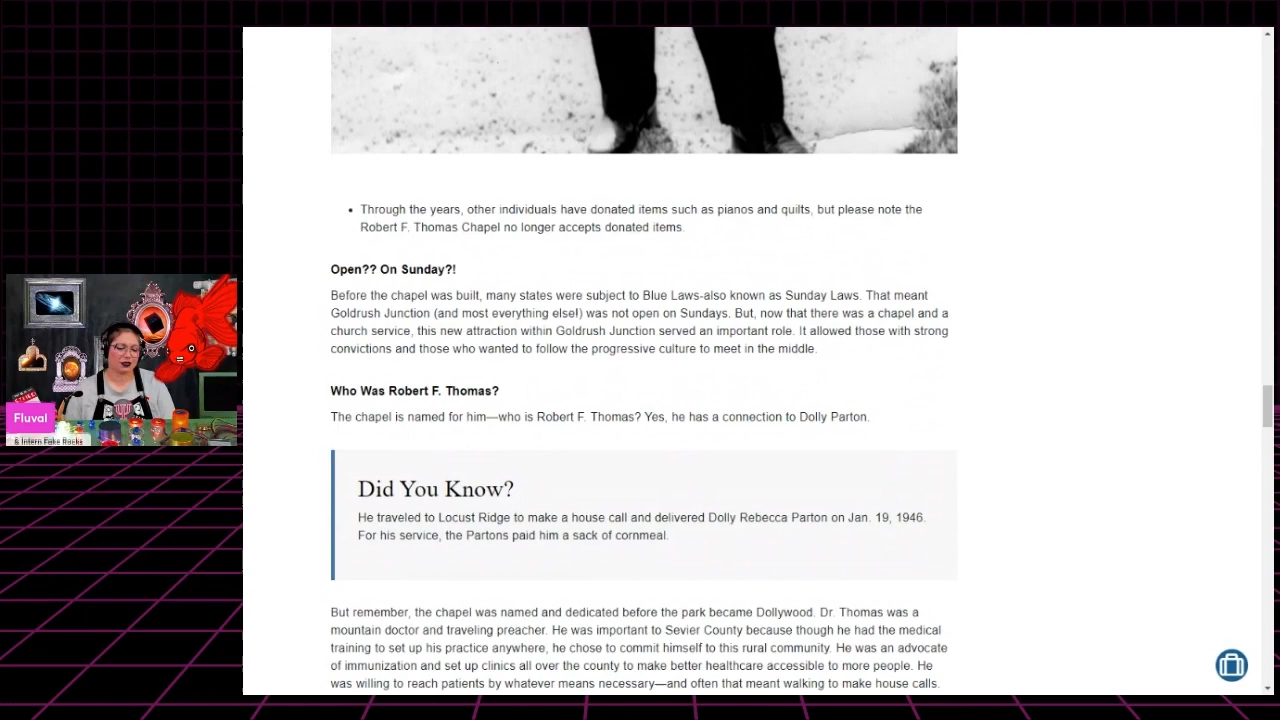 Through the years, other individuals have donated items such as pianos and quilts, but please note the
Robert F. Thomas Chapel no longer accepts donated items.
Open?? On Sunday?!
Before the chapel was built, many states were subject to Blue Laws-also known as Sunday Laws. That meant
Goldrush Junction (and most everything else!) was not open on Sundays. But, now that there was a chapel and a
church service, this new attraction within Goldrush Junction served an important role. It allowed those with strong
convictions and those who wanted to follow the progressive culture to meet in the middle.
Who Was Robert F. Thomas?
The chapel is named for him—who is Robert F. Thomas? Yes, he has a connection to Dolly Parton.
Did You Know?
He traveled to Locust Ridge to make a house call and delivered Dolly Rebecca Parton on Jan. 19, 1946.
For his service, the Partons paid him a sack of cornmeal.
But remember, the chapel was named and dedicated before the park became Dollywood. Dr. Thomas was a
mountain doctor and traveling preacher. He was important to Sevier County because though he had the medical
training to set up his practice anywhere, he chose to commit himself to this rural community. He was an advocate
of immunization and set up clinics all over the county to make better healthcare accessible to more people. He
was willing to reach patients by whatever means necessary—and often that meant walking to make house calls.
Fluval
& Intern Fake Rocks